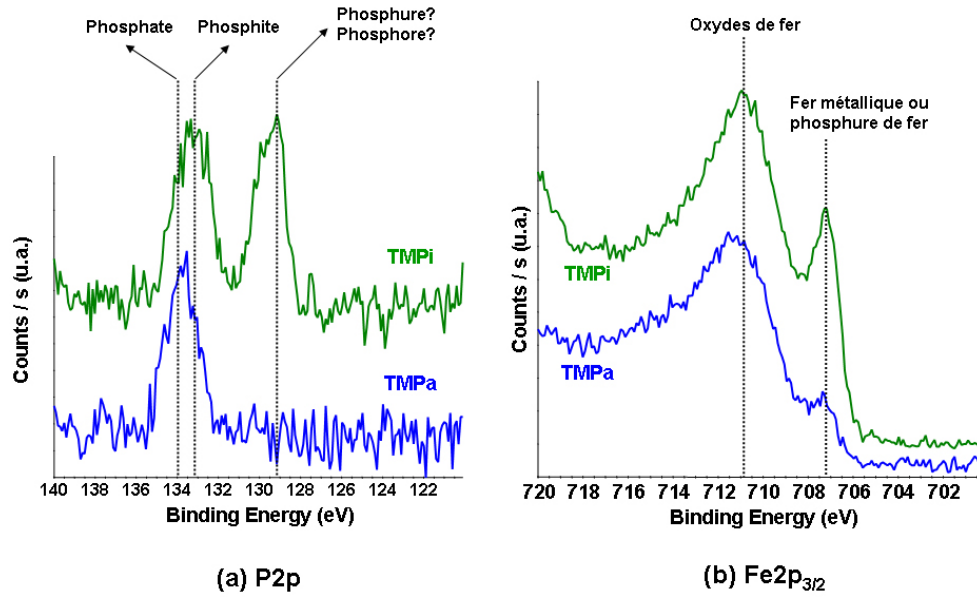 Phosphate
Phosphite
Phosphure?
Phosphore?
Counts / s (u.a.)
TMPi
TMPa
140 138 136 134 132 130 128 126 124 122
Binding Energy (eV)
(a) P2p
Oxydes de fer
Fer métallique ou
phosphure de fer
Counts / s (u.a.)
TMPi
TMPa
720 718 716 714 711 710 708 706 704 702
Binding Energy (eV)
(b) Fe2p3/2